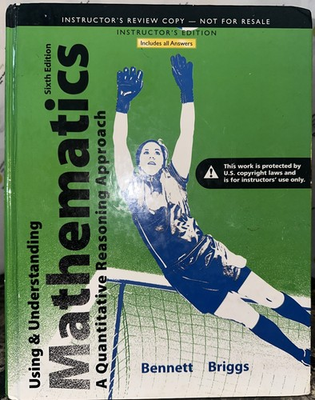 INSTRUCTOR'S REVIEW COPY — NOT FOR RESALE
INSTRUCTOR'S EDITION
Includes all Answers
Using & Understanding
Mathematics
Sixth Edition
A Quantitative Reasoning Approach
This work is protected by
U.S. copyright laws and
is for instructors' use only.
Bennett Briggs